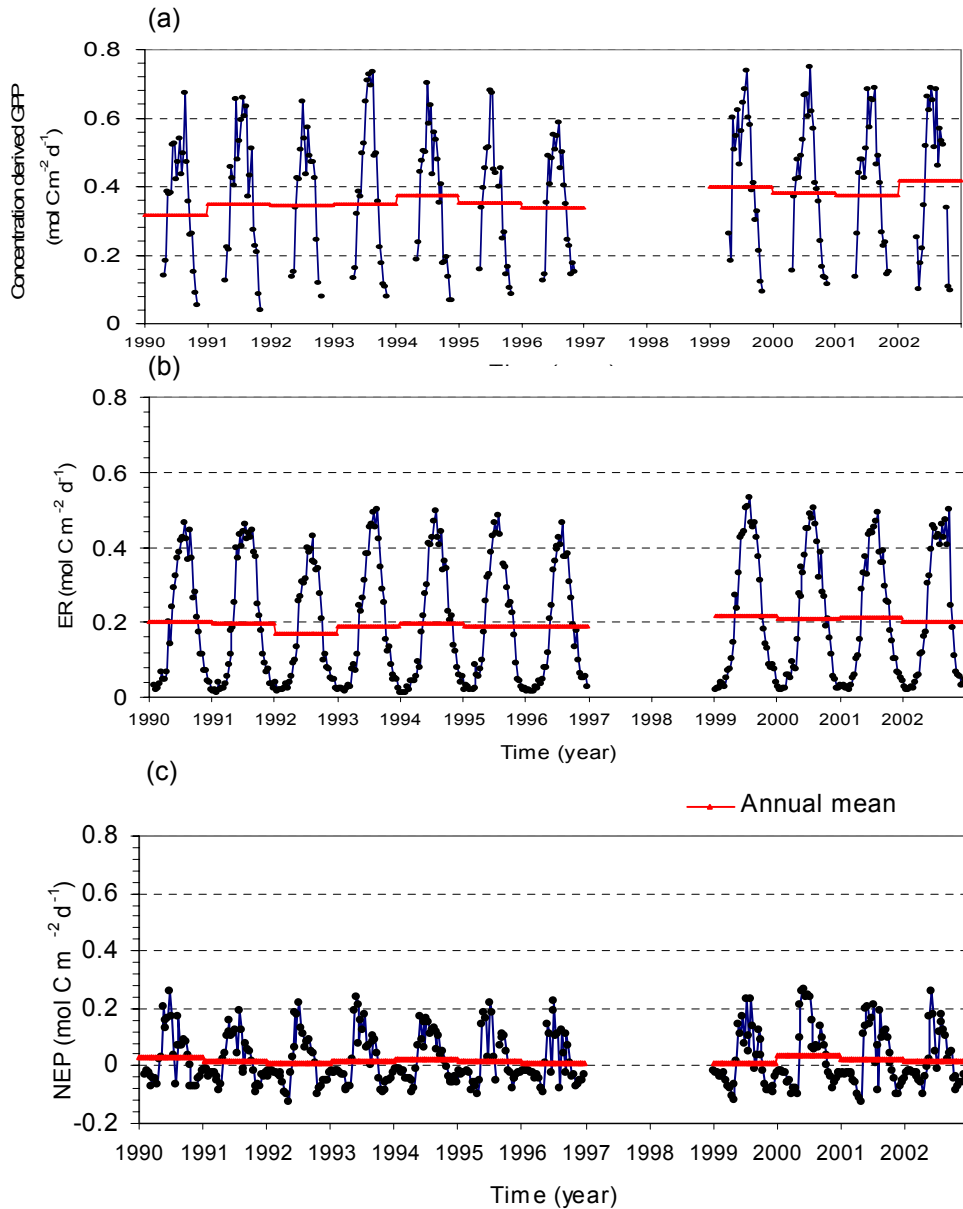 (a)
Concentration derived GPP
(mol C m⁻² d⁻¹)
0.8
0.6
0.4
0.2
0
1990 1991 1992 1993 1994 1995 1996 1997 1999 2000 2001 2002
(b)
ER (mol C m⁻² d⁻¹)
0.8
0.6
0.4
0.2
0
1990 1991 1992 1993 1994 1995 1996 1997 1998 1999 2000 2001 2002
Time (year)
(c)
Annual mean
NEP (mol C m⁻² d⁻¹)
0.8
0.6
0.4
0.2
0
-0.2
1990 1991 1992 1993 1994 1995 1996 1997 1998 1999 2000 2001 2002
Time (year)